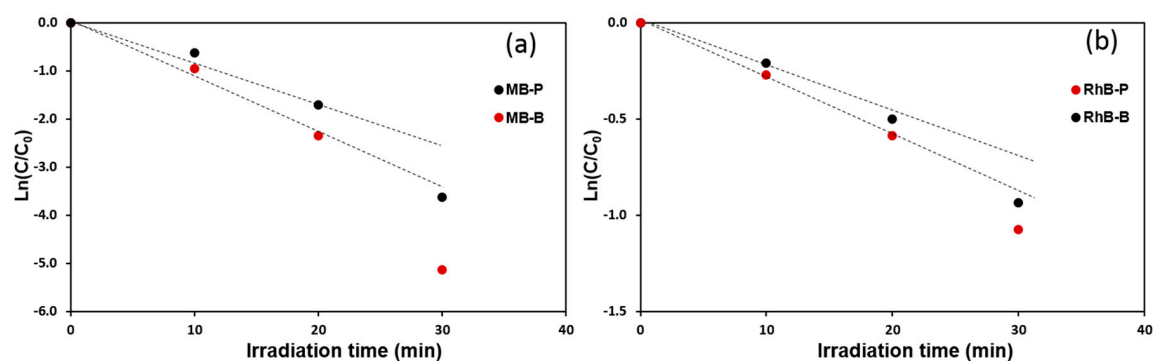 (a)
Ln(C/C0)
0.0
-1.0
-2.0
-3.0
-4.0
-5.0
-6.0
MB-P
MB-B
0
10
20
30
40
Irradiation time (min)
(b)
Ln(C/C0)
0.0
-0.5
-1.0
-1.5
RhB-P
RhB-B
0
10
20
30
40
Irradiation time (min)